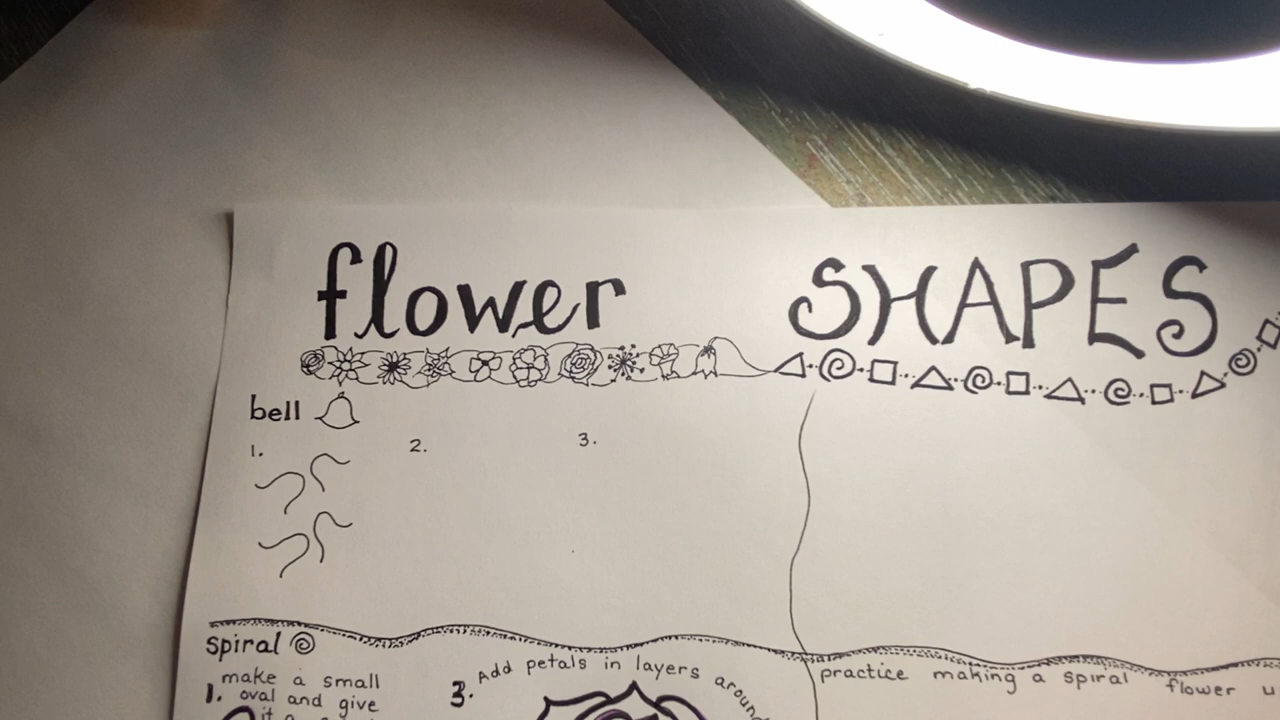 flower SHAPES
bell
1. 2. 3.
spiral
make a small
1. oval and give
it a
3. Add petals in layers around
practice making a spiral flower